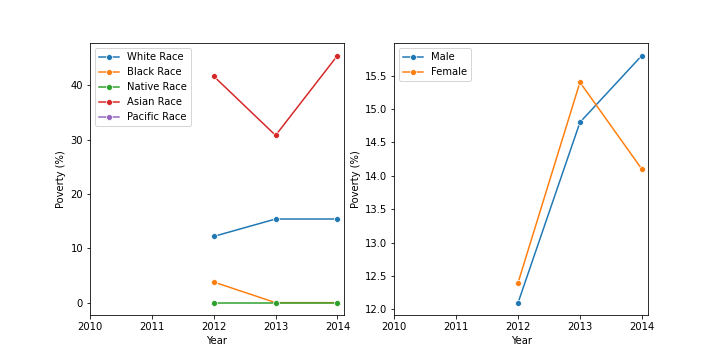 White Race
Black Race
Native Race
Asian Race
Pacific Race
Poverty (%)
40
30
20
10
0
2010 2011 2012 2013 2014
Year
Male
Female
Poverty (%)
15.5
15.0
14.5
14.0
13.5
13.0
12.5
12.0
2010 2011 2012 2013 2014
Year